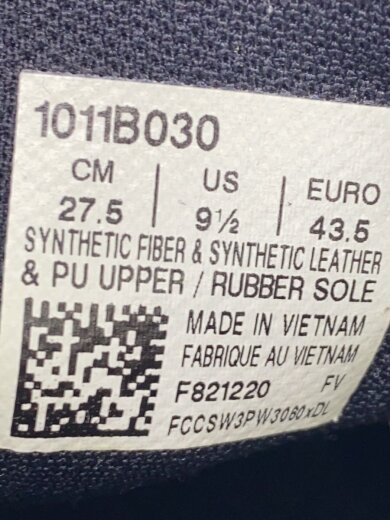 1011B030
CM | US | EURO
27.5 | 9½ | 43.5
SYNTHETIC FIBER & SYNTHETIC LEATHER
& PU UPPER / RUBBER SOLE
MADE IN VIETNAM
FABRIQUE AU VIETNAM
F821220 FV
FCCSW3PW3060xDL